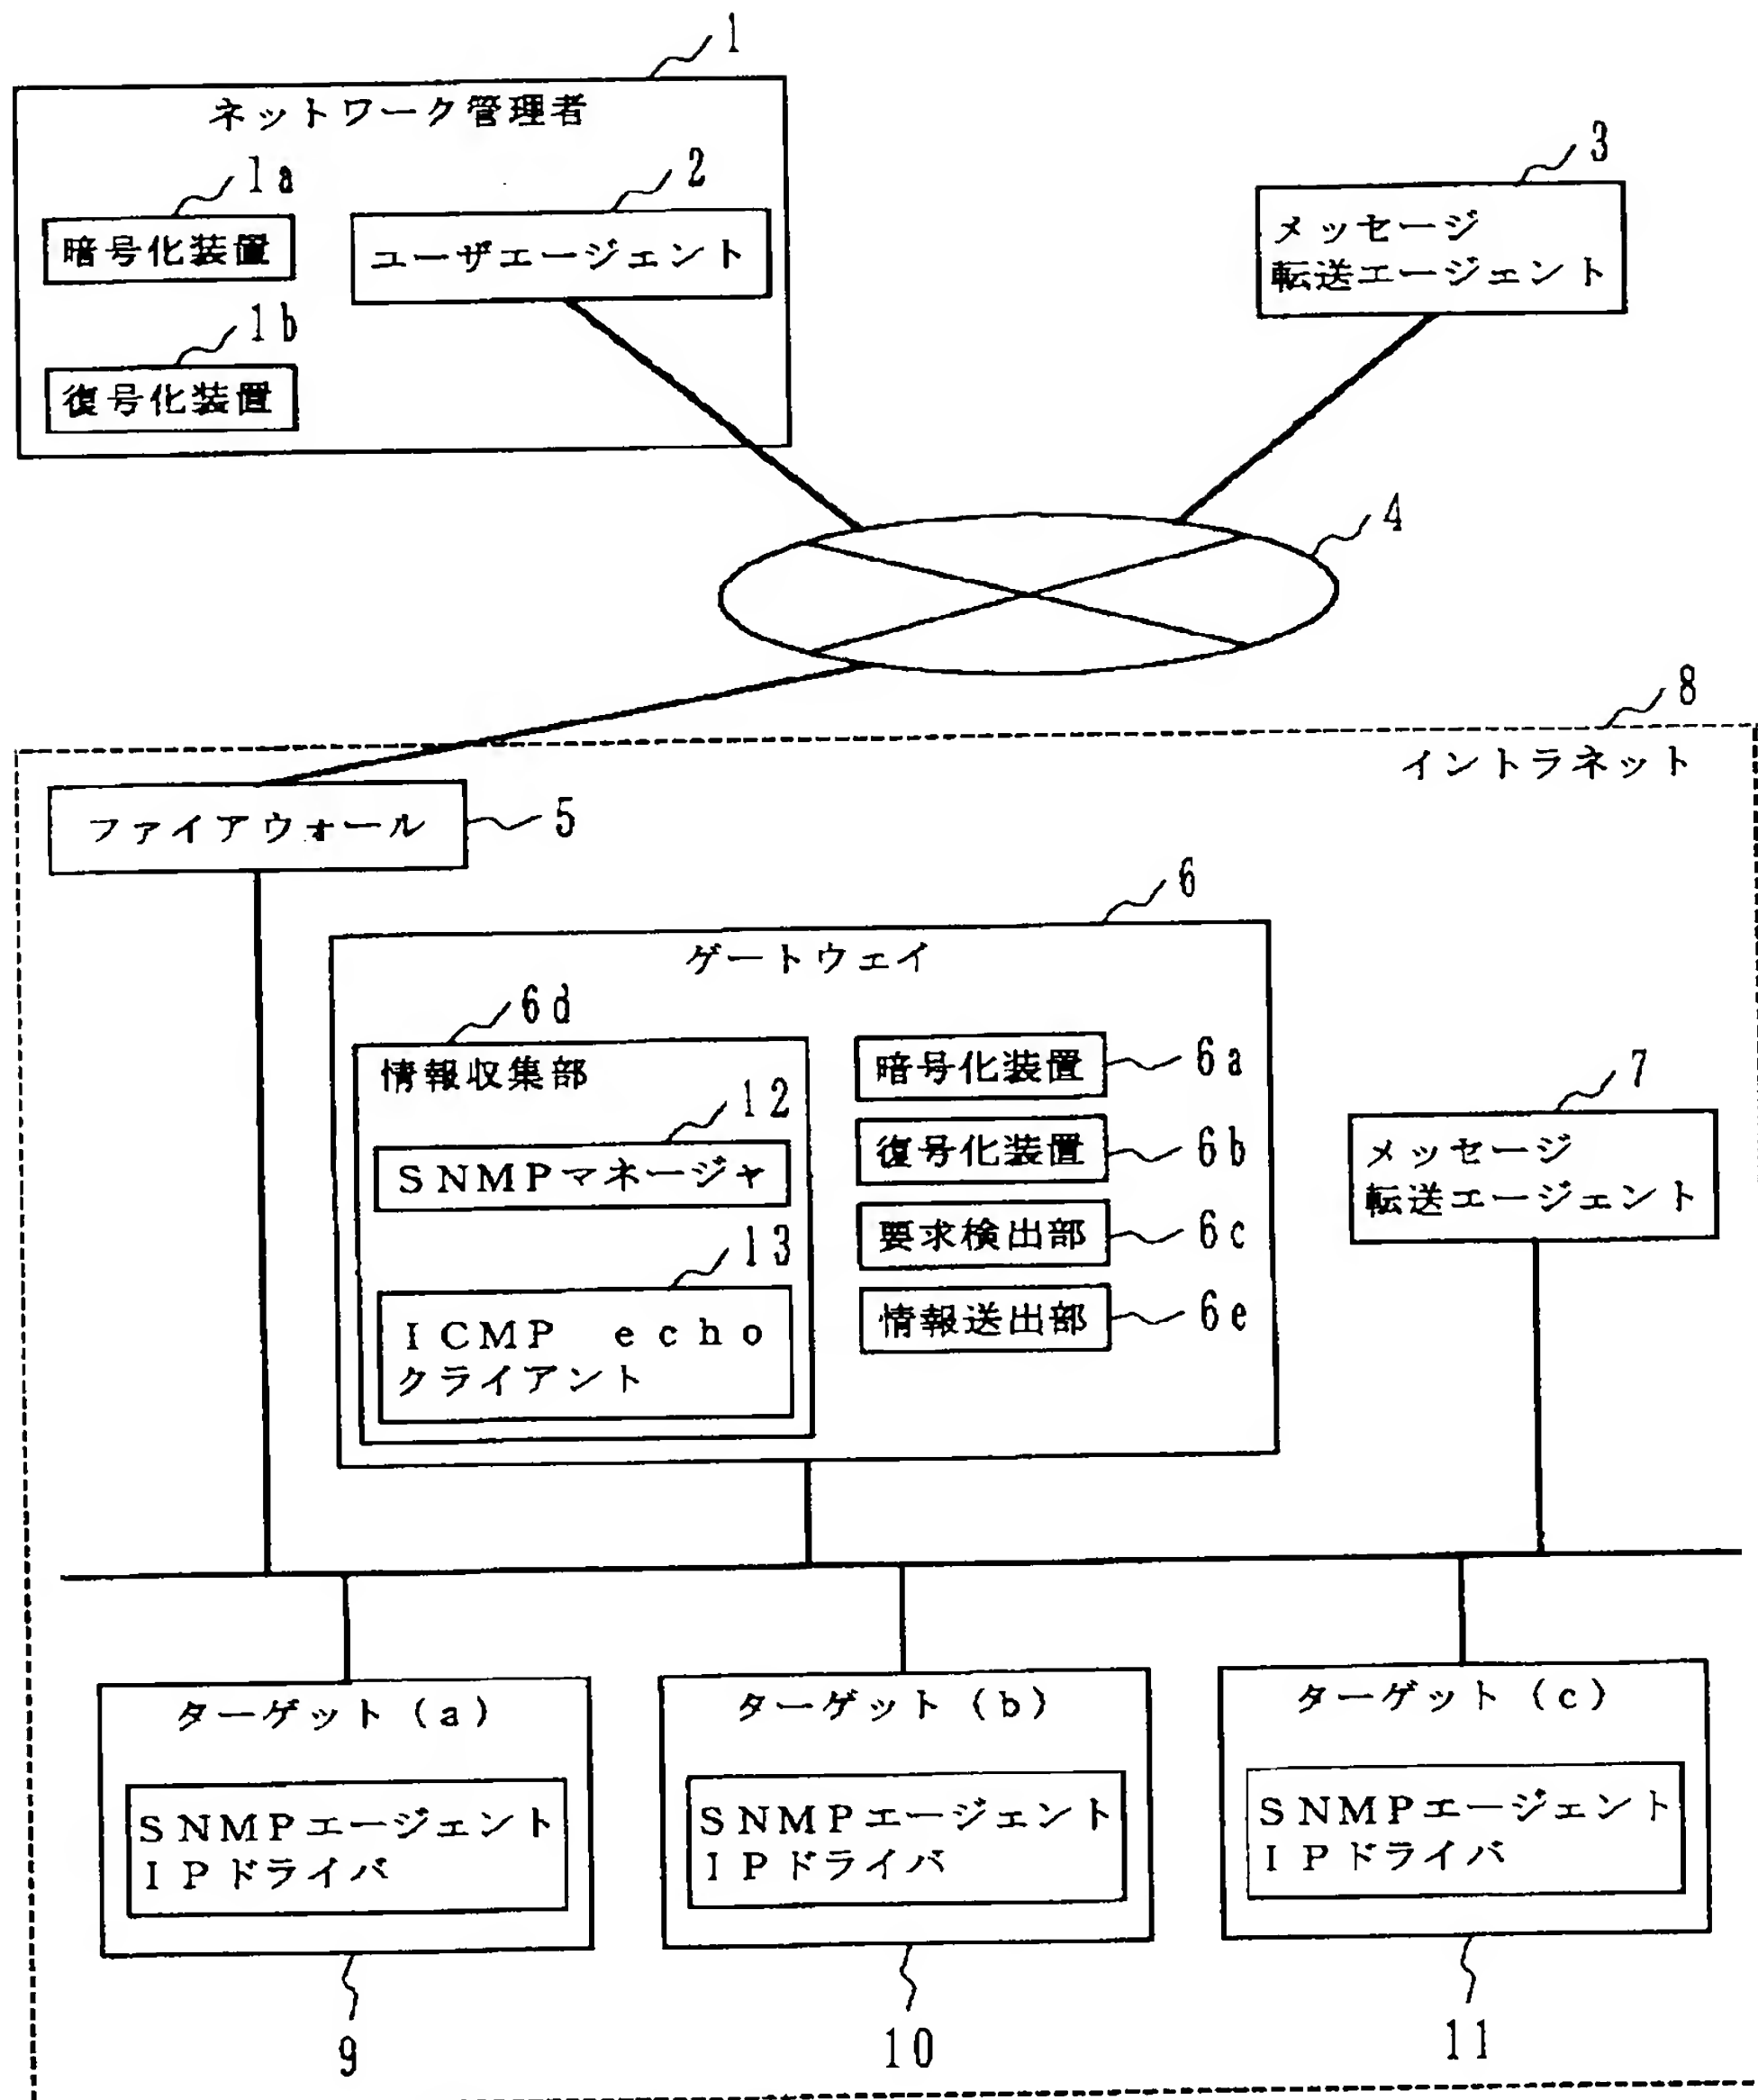 1
ネットワーク管理者
1a
2
3
暗号化装置
ユーザエージェント
メッセージ
転送エージェント
1b
復号化装置
4
8
イントラネット
ファイアウォール
5
6
ゲートウェイ
6d
情報収集部
暗号化装置
6a
12
7
SNMPマネージャ
復号化装置
6b
メッセージ
転送エージェント
要求検出部
6c
13
ICMP echo
クライアント
情報送出部
6e
ターゲット(a)
ターゲット(b)
ターゲット(c)
SNMPエージェント
IPドライバ
SNMPエージェント
IPドライバ
SNMPエージェント
IPドライバ
9
10
11